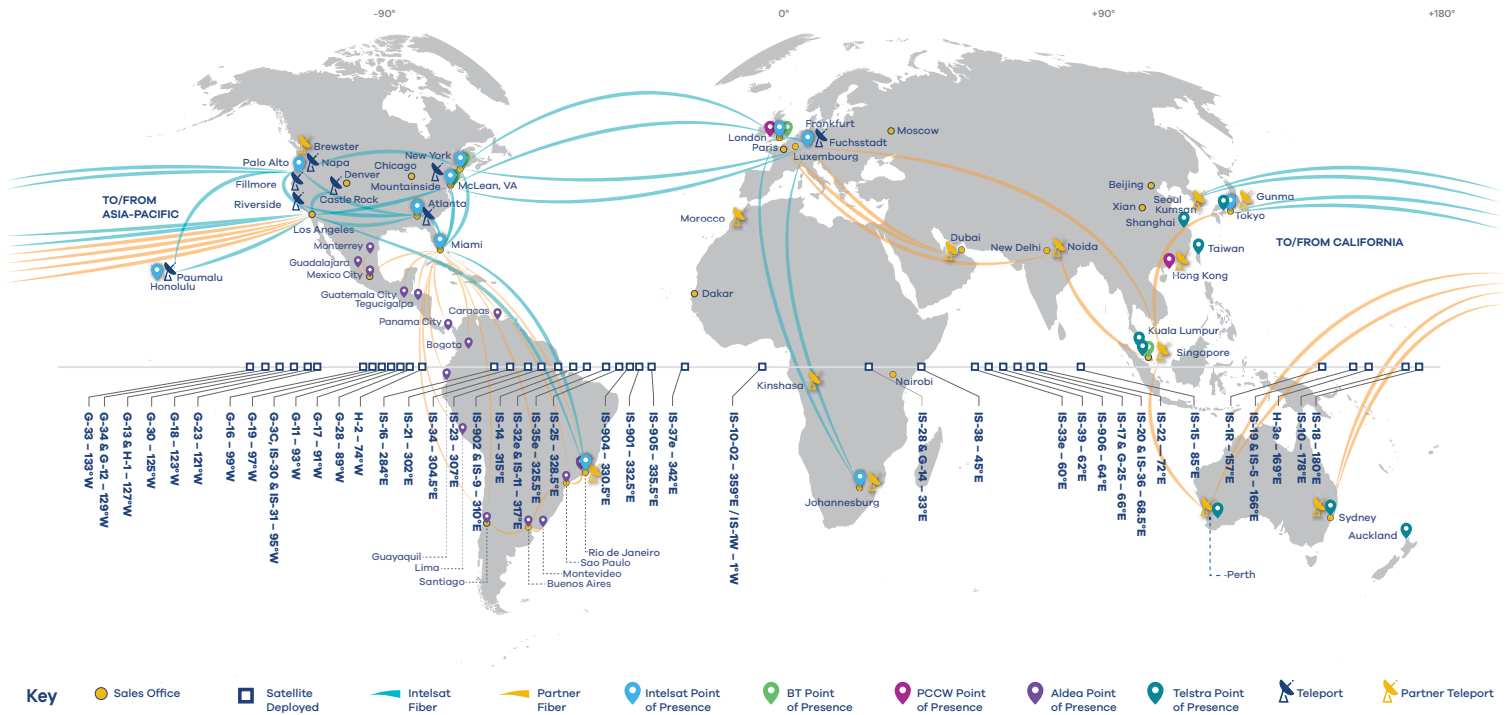 -90°
0°
+90°
+180°
Brewster
Palo Alto
Napa
Fillmore
Riverside
Denver
Castle Rock
Chicago
Mountainside
New York
McLean, VA
Atlanta
TO/FROM
ASIA-PACIFIC
Los Angeles
Miami
Monterrey
Guadalajara
Mexico City
Paumalu
Honolulu
Guatemala City
Tegucigalpa
Caracas
Panama City
Bogota
London
Paris
Frankfurt
Fuchsstadt
Luxembourg
Moscow
Morocco
Dakar
Dubai
New Delhi
Noida
Beijing
Xian
Shanghai
Seoul
Kumsan
Gunma
Tokyo
Taiwan
Hong Kong
TO/FROM CALIFORNIA
Kuala Lumpur
Singapore
Kinshasa
Nairobi
Johannesburg
G-33 – 133°W
G-34 & G-12 – 129°W
G-13 & H-1 – 127°W
G-30 – 125°W
G-18 – 123°W
G-23 – 121°W
G-16 – 99°W
G-19 – 97°W
G-3C, IS-30 & IS-31 – 95°W
G-11 – 93°W
G-17 – 91°W
G-28 – 89°W
H-2 – 74°W
IS-16 – 284°E
IS-21 – 302°E
IS-34 – 304.5°E
IS-23 – 307°E
IS-902 & IS-9 – 310°E
IS-14 – 315°E
IS-32e & IS-11 – 317°E
IS-35e – 325.5°E
IS-25 – 328.5°E
IS-904 – 330.5°E
IS-901 – 332.5°E
IS-905 – 335.5°E
IS-37e – 342°E
IS-10-02 – 359°E / IS-1W – 1°W
IS-28 & G-14 – 33°E
IS-38 – 45°E
IS-33e – 60°E
IS-39 – 62°E
IS-906 – 64°E
IS-17 & G-25 – 66°E
IS-20 & IS-36 – 68.5°E
IS-22 – 72°E
IS-15 – 85°E
IS-1R – 157°E
IS-19 & IS-5 – 166°E
H-3e – 169°E
IS-10 – 178°E
IS-18 – 180°E
Guayaquil
Lima
Santiago
Rio de Janeiro
Sao Paulo
Montevideo
Buenos Aires
Sydney
Auckland
Perth
Key
Sales Office
Satellite
Deployed
Intelsat
Fiber
Partner
Fiber
Intelsat Point
of Presence
BT Point
of Presence
PCCW Point
of Presence
Aldea Point
of Presence
Telstra Point
of Presence
Teleport
Partner Teleport